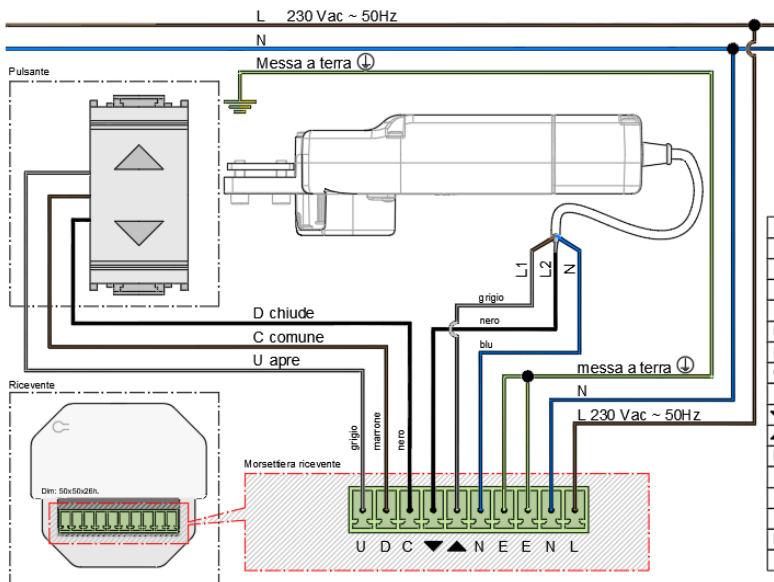 L 230 Vac ~ 50Hz
N
Messa a terra
Pulsante
L1
L2
N
grigio
nero
blu
D chiude
C comune
U apre
messa a terra
N
L 230 Vac ~ 50Hz
Ricevente
grigio
marrone
nero
Morsettiera ricevente
Dim: 50x50x26h.
U D C ▼ ▲ N E E N L